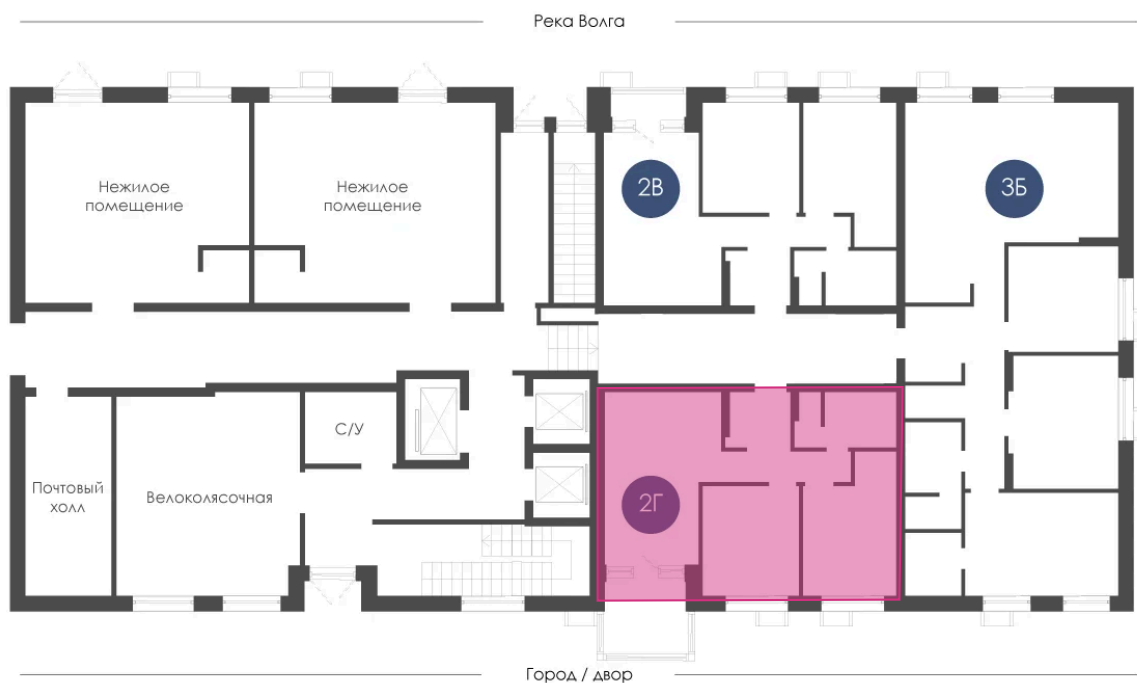 Река Волга
Нежилое
помещение
Нежилое
помещение
2В
3Б
С/У
Почтовый
холл
Велоколясочная
2Г
Город / двор